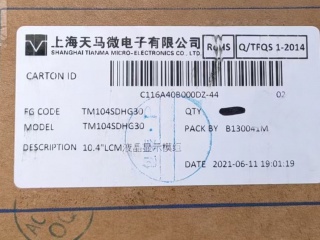 上海天马微电子有限公司
SHANGHAI TIANMA MICRO-ELECTRONICS CO.,LTD
RoHS
Q/TFQS 1-2014
CARTON ID
C116A40B000DZ-44 02
FG CODE TM104SDHG30 QTY
MODEL TM104SDHG30 PACK BY B130041M
DESCRIPTION 10.4"LCM液晶显示模组
DATE 2021-06-11 19:01:19